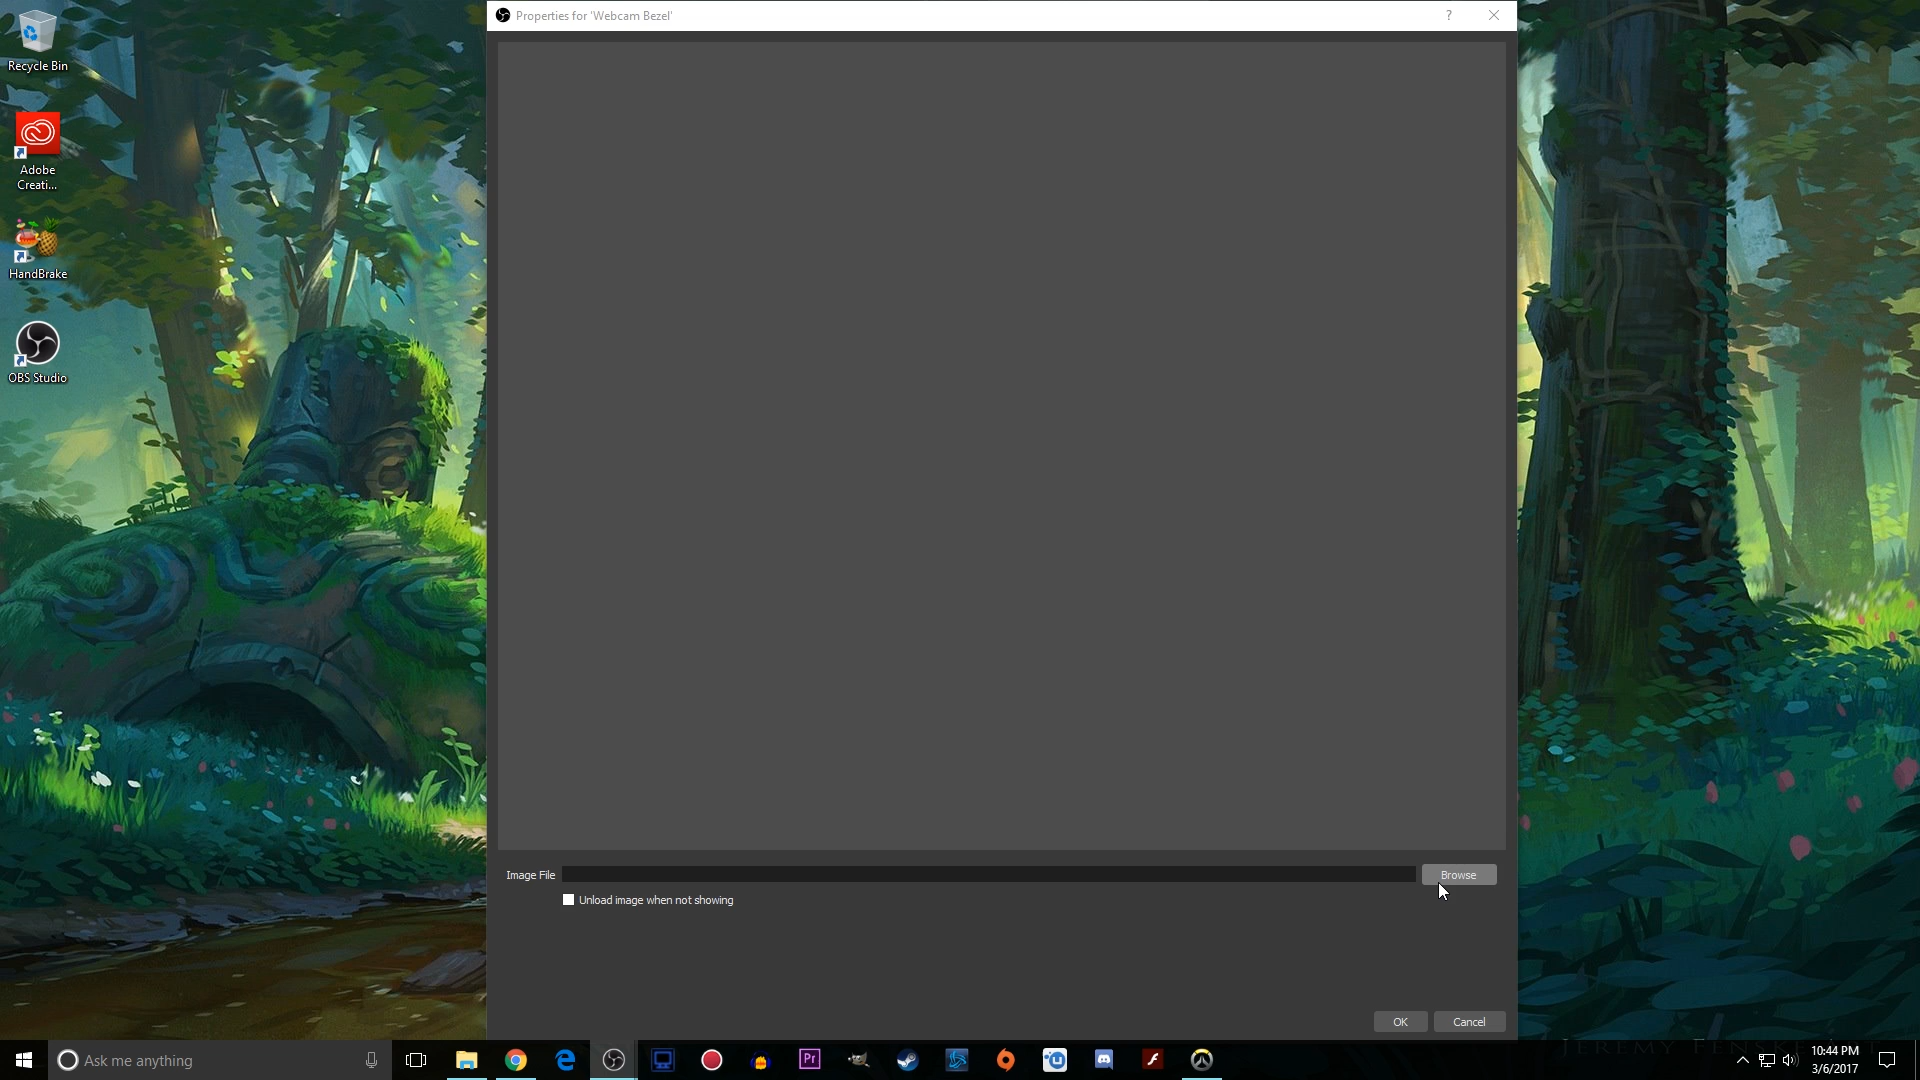 Properties for 'Webcam Bezel'
?
Recycle Bin
Adobe
Creati...
HandBrake
OBS Studio
Image File
Browse
Unload image when not showing
OK
Cancel
Ask me anything
Pr
10:44 PM
3/6/2017